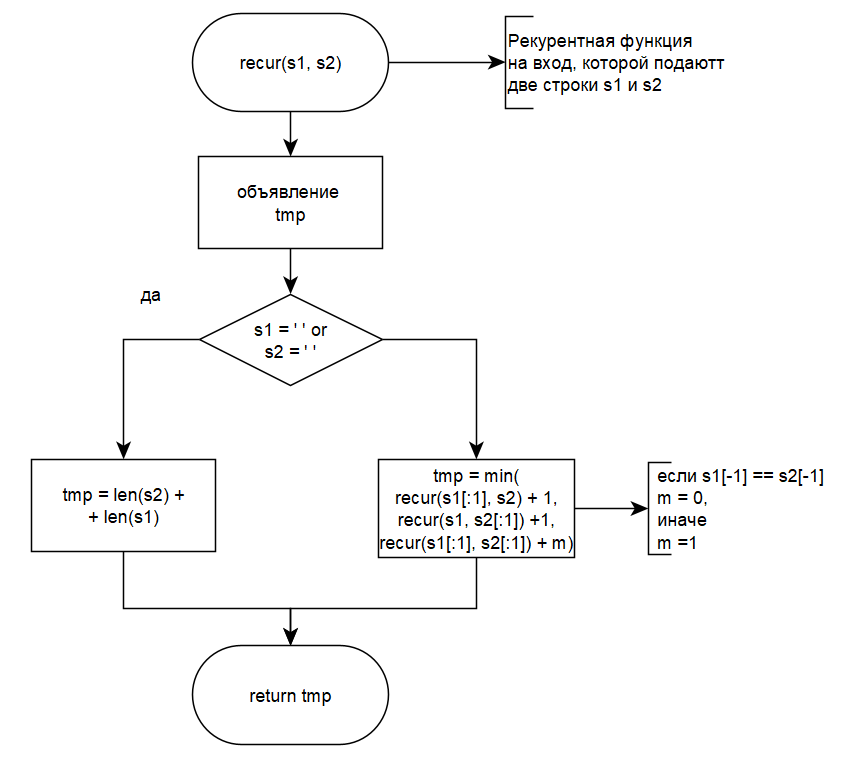 recur(s1, s2)
Рекурентная функция
на вход, которой подаютт
две строки s1 и s2
объявление
tmp
да
s1 = ' ' or
s2 = ' '
tmp = len(s2) +
+ len(s1)
tmp = min(
recur(s1[:1], s2) + 1,
recur(s1, s2[:1]) +1,
recur(s1[:1], s2[:1]) + m)
если s1[-1] == s2[-1]
m = 0,
иначе
m =1
return tmp